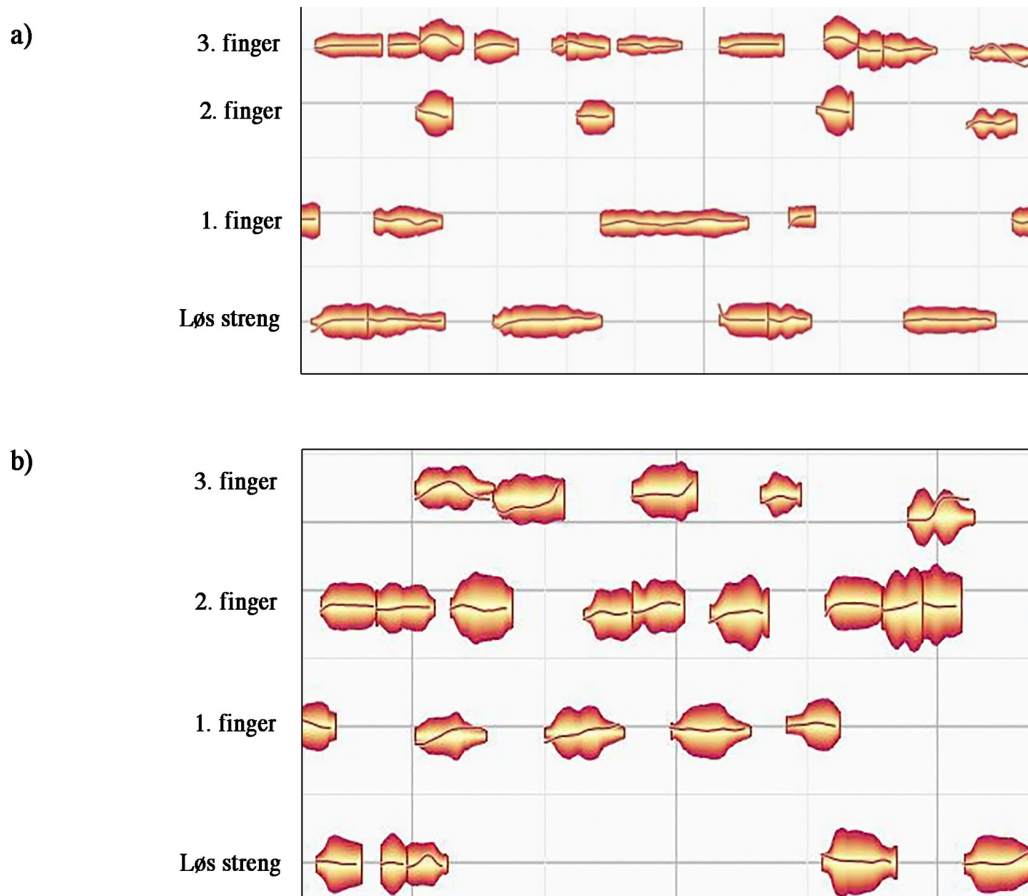 a)
3. finger
2. finger
1. finger
Løs streng
b)
3. finger
2. finger
1. finger
Løs streng